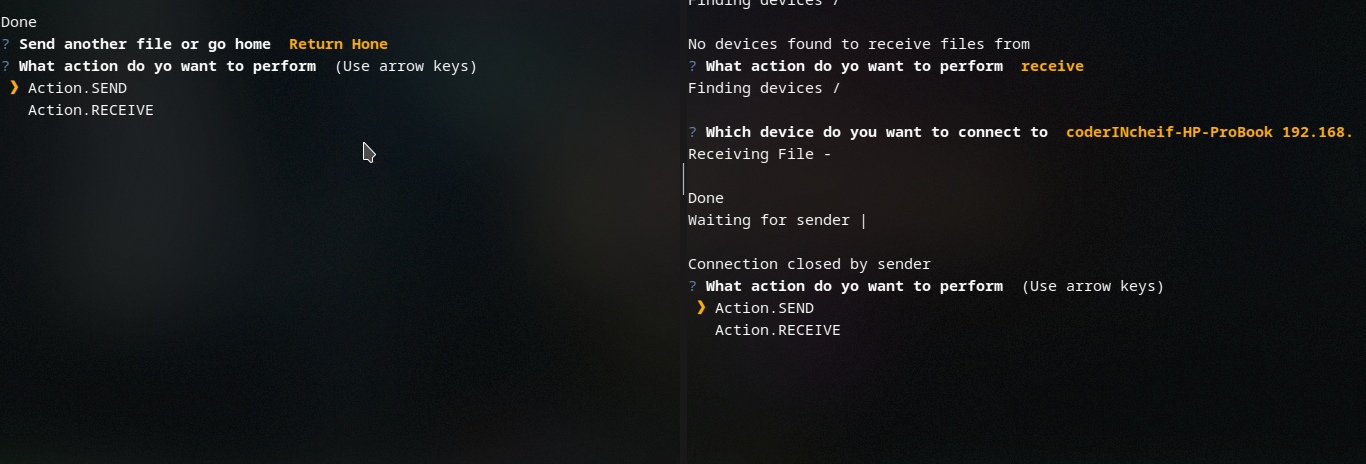 Done
? Send another file or go home  Return Hone
? What action do yo want to perform  (Use arrow keys)
❯ Action.SEND
Action.RECEIVE
Finding devices /
No devices found to receive files from
? What action do yo want to perform  receive
Finding devices /
? Which device do you want to connect to  coderINcheif-HP-ProBook 192.168.
Receiving File -
Done
Waiting for sender |
Connection closed by sender
? What action do yo want to perform  (Use arrow keys)
❯ Action.SEND
Action.RECEIVE